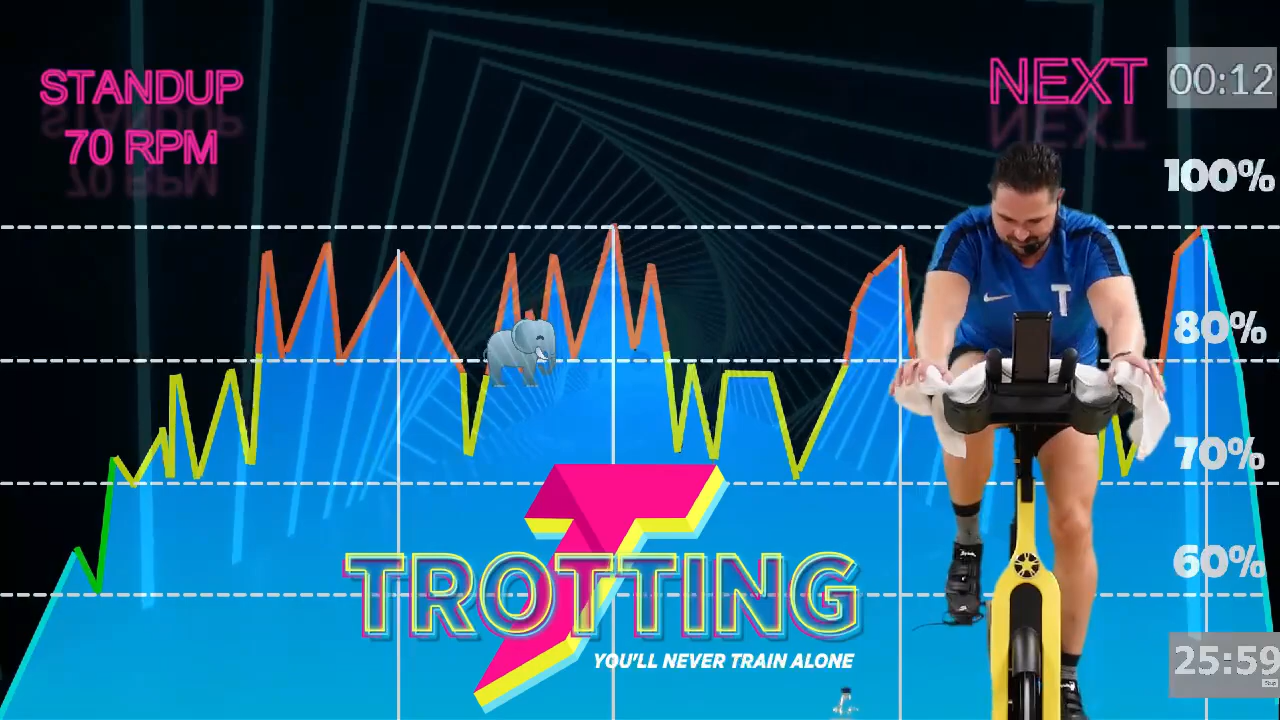 STANDUP
70 RPM
NEXT
00:12
100%
80%
70%
60%
T
TROTTING
YOU'LL NEVER TRAIN ALONE
25:59